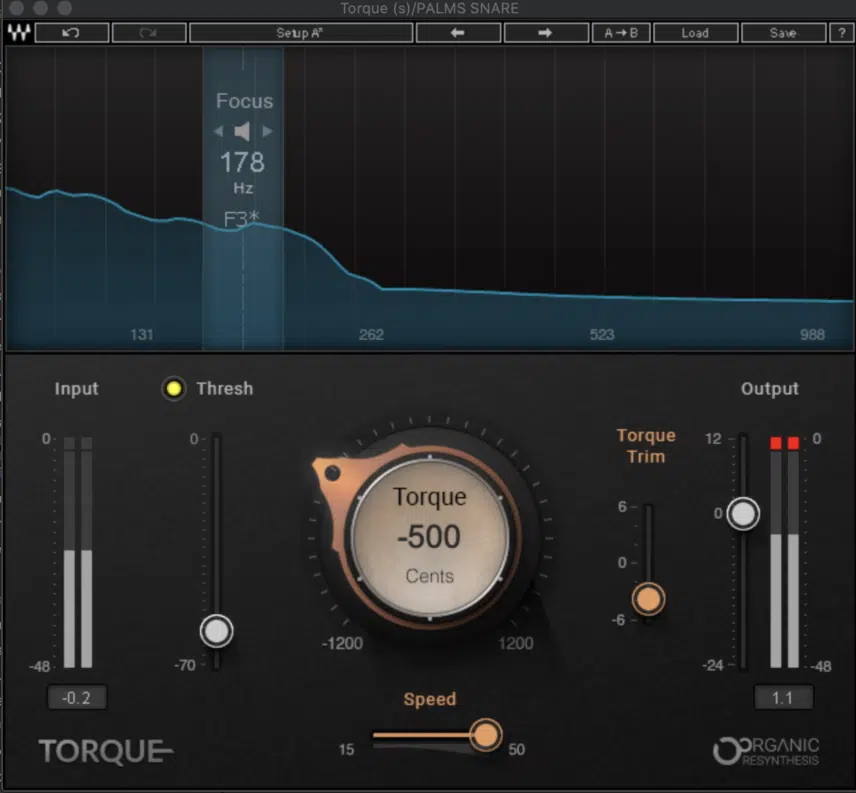 Torque (s)/PALMS SNARE
Setup A*
A→B
Load
Save
?
Focus
178
Hz
F3*
131
262
523
988
Input
Thresh
Output
0
-48
-0.2
0
-70
Torque
-500
Cents
-1200
1200
Torque
Trim
6
0
-6
12
0
-24
0
-48
1.1
Speed
15
50
TORQUE
ORGANIC
RESYNTHESIS